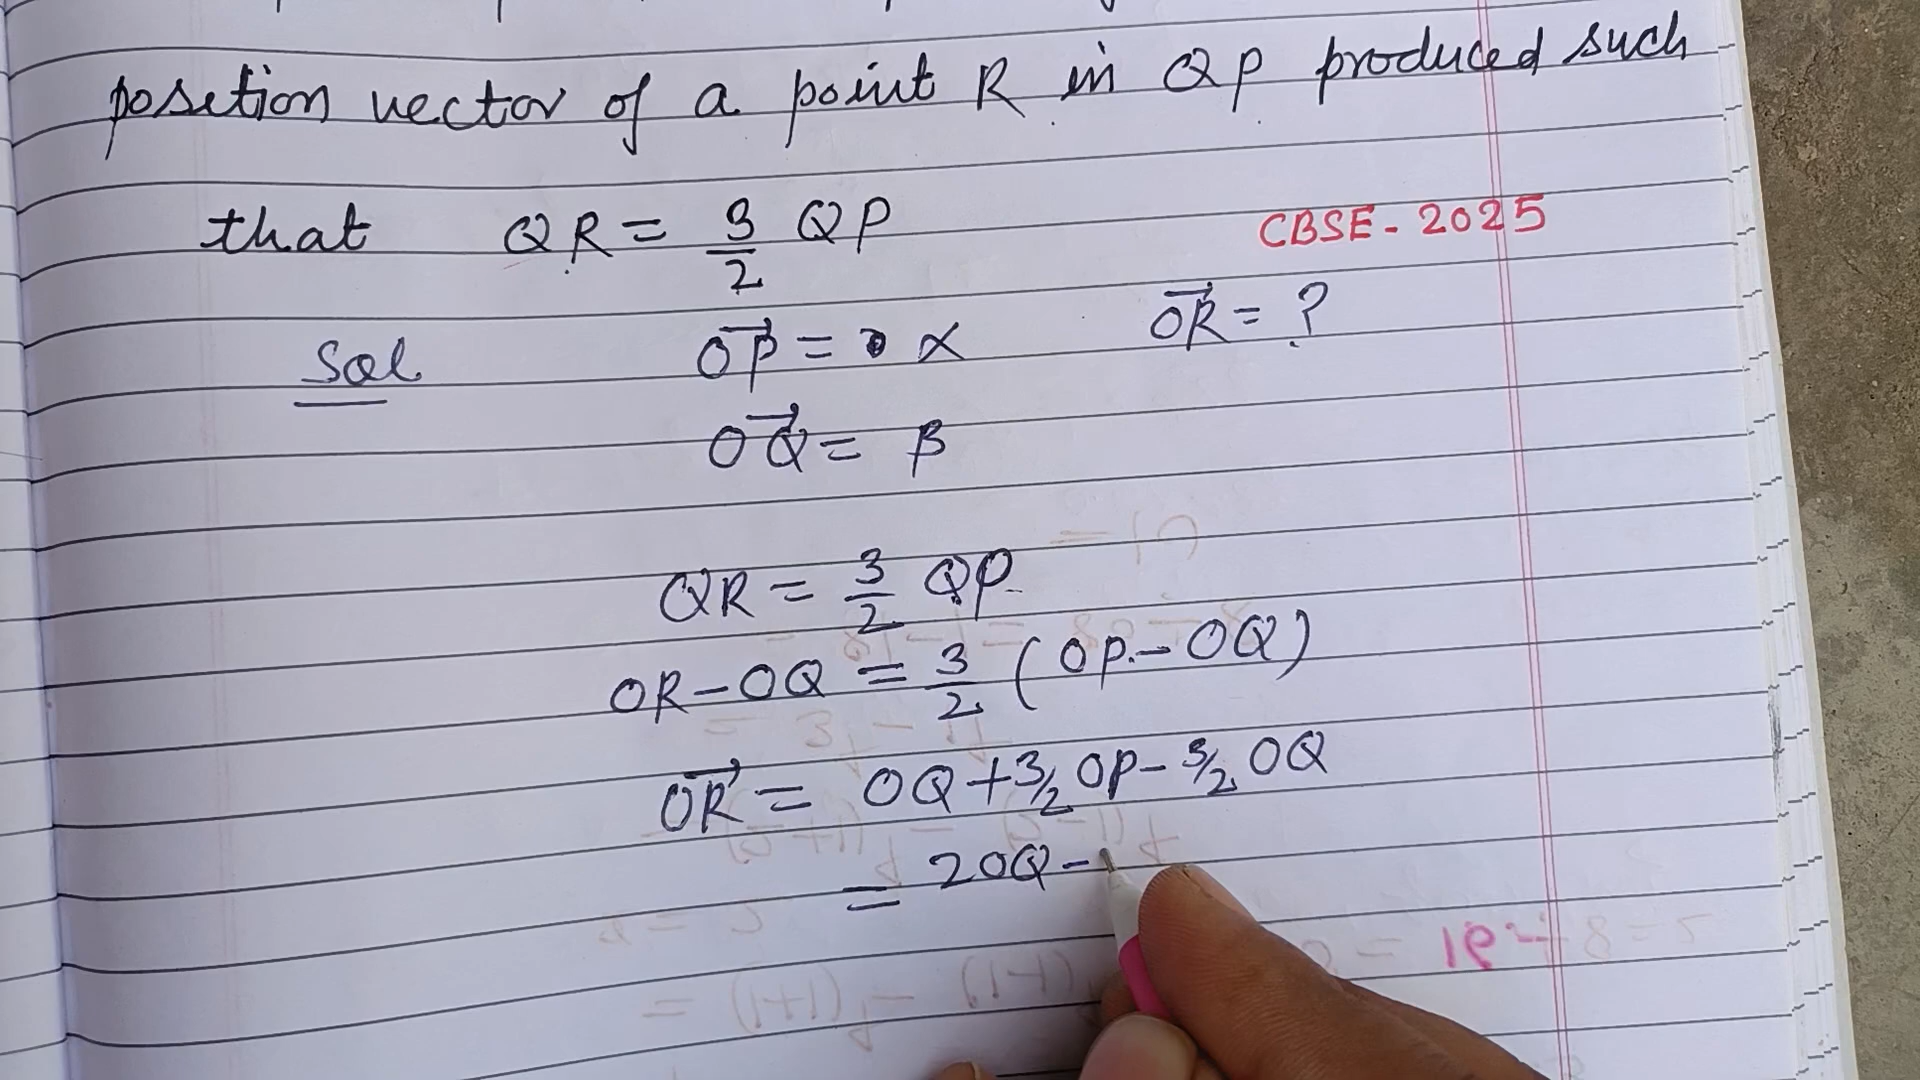 position vector of a point R in QP produced such
that QR = 3/2 QP CBSE - 2025
Sol OP = α OR = ?
OQ = β
QR = 3/2 QP
OR - OQ = 3/2 (OP - OQ)
OR = OQ + 3/2 OP - 3/2 OQ
= 2OQ -